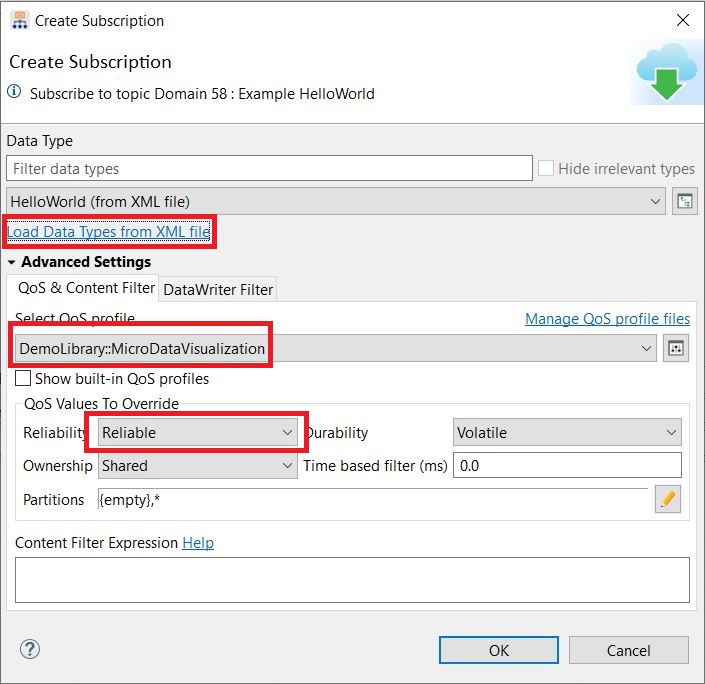 Create Subscription
Create Subscription
Subscribe to topic Domain 58 : Example HelloWorld
Data Type
Filter data types
Hide irrelevant types
HelloWorld (from XML file)
Load Data Types from XML file
Advanced Settings
QoS & Content Filter DataWriter Filter
Select QoS profile Manage QoS profile files
DemoLibrary::MicroDataVisualization
Show built-in QoS profiles
QoS Values To Override
Reliability Reliable Durability Volatile
Ownership Shared Time based filter (ms) 0.0
Partitions {empty},*
Content Filter Expression Help
? OK Cancel